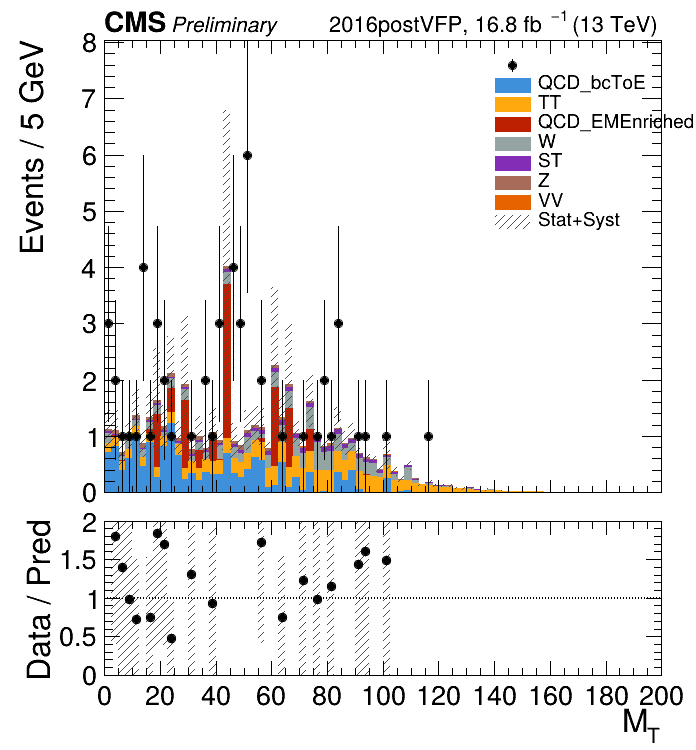 CMS Preliminary 2016postVFP, 16.8 fb⁻¹ (13 TeV)
Events / 5 GeV
8
7
6
5
4
3
2
1
0
QCD_bcToE
TT
QCD_EMEnriched
W
ST
Z
VV
Stat+Syst
Data / Pred
2
1.5
1
0.5
0
0 20 40 60 80 100 120 140 160 180 200
M_T